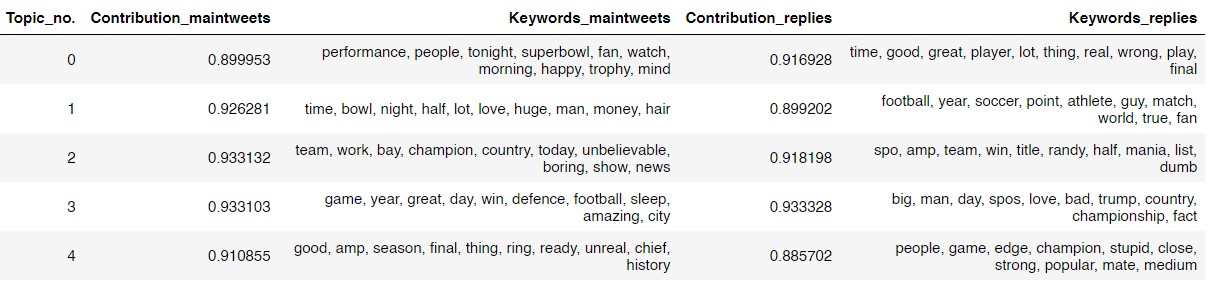 Topic_no. Contribution_maintweets Keywords_maintweets Contribution_replies Keywords_replies
0 0.899953 performance, people, tonight, superbowl, fan, watch, morning, happy, trophy, mind 0.916928 time, good, great, player, lot, thing, real, wrong, play, final
1 0.926281 time, bowl, night, half, lot, love, huge, man, money, hair 0.899202 football, year, soccer, point, athlete, guy, match, world, true, fan
2 0.933132 team, work, bay, champion, country, today, unbelievable, boring, show, news 0.918198 spo, amp, team, win, title, randy, half, mania, list, dumb
3 0.933103 game, year, great, day, win, defence, football, sleep, amazing, city 0.933328 big, man, day, spos, love, bad, trump, country, championship, fact
4 0.910855 good, amp, season, final, thing, ring, ready, unreal, chief, history 0.885702 people, game, edge, champion, stupid, close, strong, popular, mate, medium